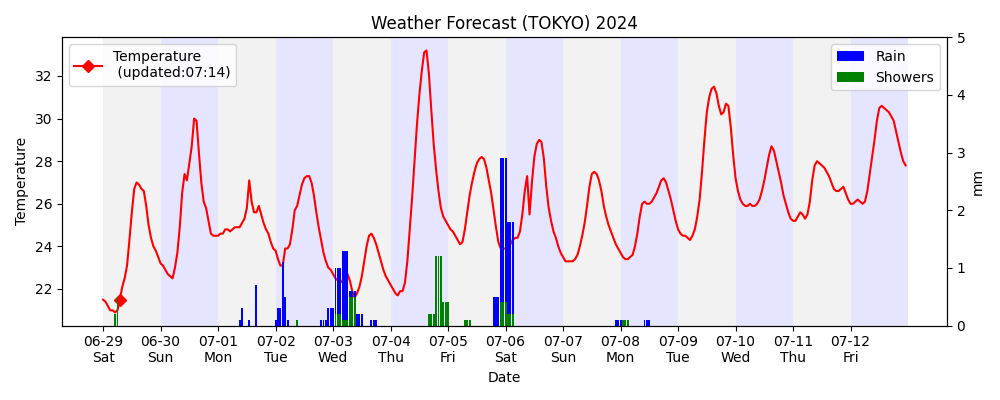 Weather Forecast (TOKYO) 2024
Temperature
(updated:07:14)
Rain
Showers
Temperature
32
30
28
26
24
22
5
4
3
2
1
0
mm
06-29 06-30 07-01 07-02 07-03 07-04 07-05 07-06 07-07 07-08 07-09 07-10 07-11 07-12
Sat Sun Mon Tue Wed Thu Fri Sat Sun Mon Tue Wed Thu Fri
Date